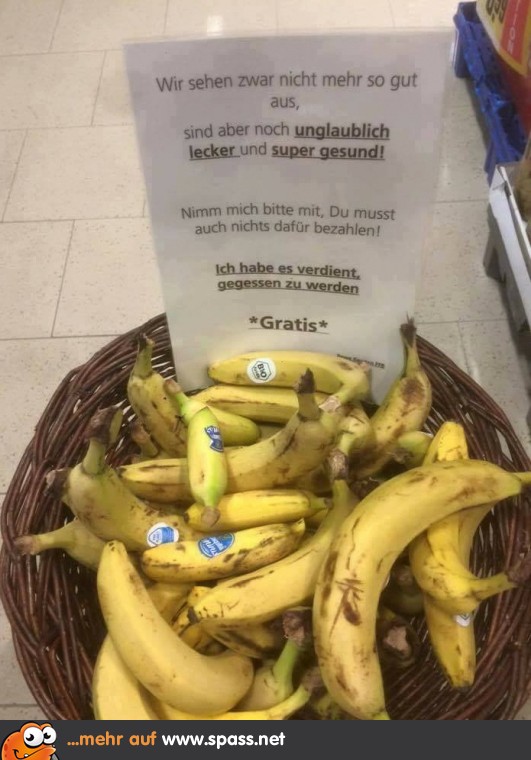 Wir sehen zwar nicht mehr so gut
aus,
sind aber noch unglaublich
lecker und super gesund!
Nimm mich bitte mit, Du musst
auch nichts dafür bezahlen!
Ich habe es verdient,
gegessen zu werden
*Gratis*
BIO
...mehr auf www.spass.net